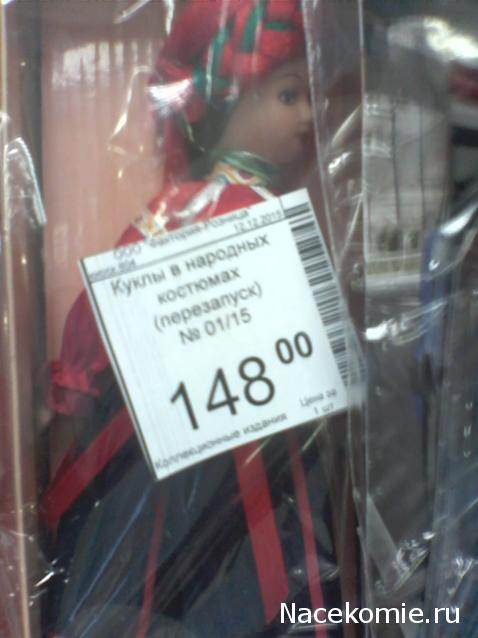 ООО "Фактория-Розница
12.12.2015
Куклы в народных
костюмах
(перезапуск)
№ 01/15
148 00
Коллекционные издания
Цена за
1 шт
Nacekomie.ru